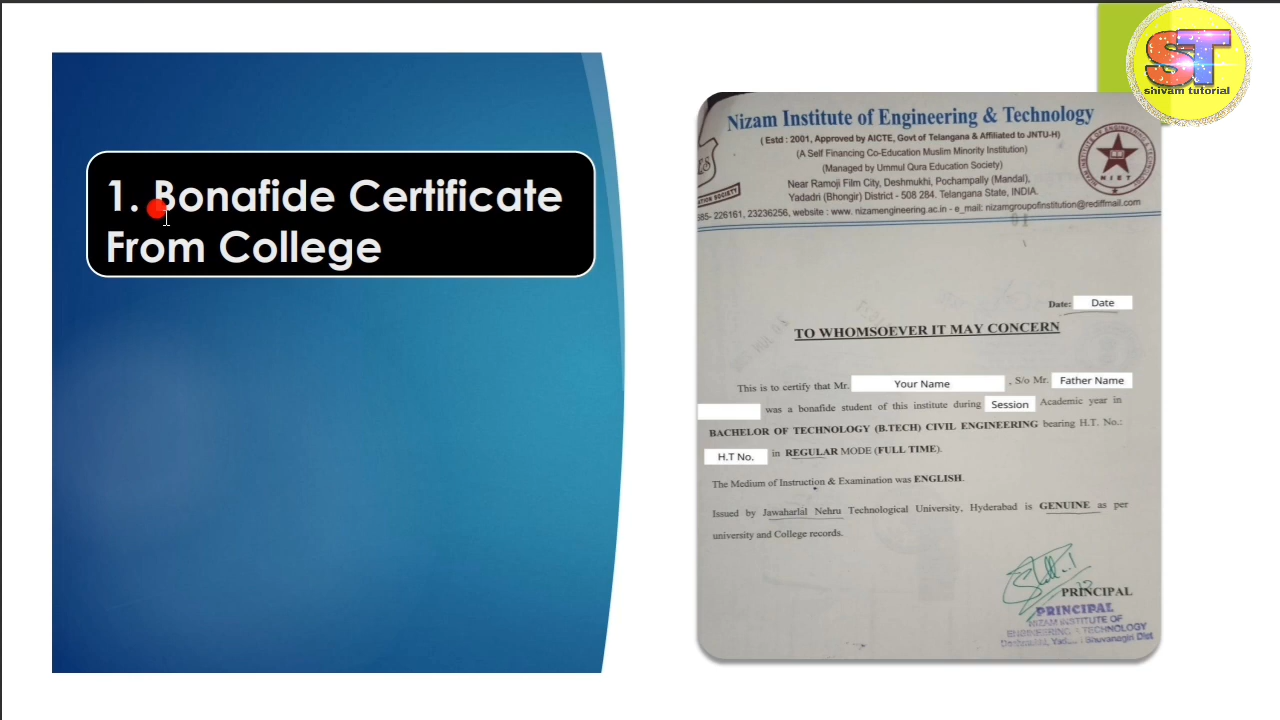 1. Bonafide Certificate
From College
ST
shivam tutorial
Nizam Institute of Engineering & Technology
( Estd : 2001, Approved by AICTE, Govt of Telangana & Affiliated to JNTU-H)
(A Self Financing Co-Education Muslim Minority Institution)
(Managed by Ummul Qura Education Society)
Near Ramoji Film City, Deshmukhi, Pochampally (Mandal),
Yadadri (Bhongir) District - 508 284. Telangana State, INDIA.
585- 226161, 23236256, website : www. nizamengineering.ac.in - e_mail: nizamgroupofinstitution@rediffmail.com
Date: Date
TO WHOMSOEVER IT MAY CONCERN
This is to certify that Mr. Your Name , S/o Mr. Father Name
was a bonafide student of this institute during Session Academic year in
BACHELOR OF TECHNOLOGY (B.TECH) CIVIL ENGINEERING bearing H.T. No.:
H.T No. in REGULAR MODE (FULL TIME).
The Medium of Instruction & Examination was ENGLISH.
Issued by Jawaharlal Nehru Technological University, Hyderabad is GENUINE as per
university and College records.
PRINCIPAL
PRINCIPAL
NIZAM INSTITUTE OF
ENGINEERING & TECHNOLOGY